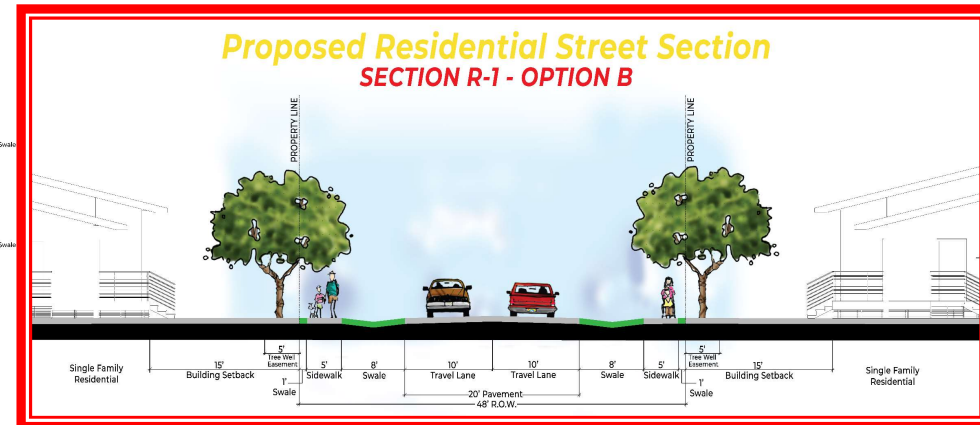 Proposed Residential Street Section
SECTION R-1 - OPTION B
PROPERTY LINE
PROPERTY LINE
Swale
Swale
5'
Tree Well
Easement
5'
Tree Well
Easement
Single Family
Residential
15'
Building Setback
1'
Swale
5'
Sidewalk
8'
Swale
10'
Travel Lane
10'
Travel Lane
8'
Swale
5'
Sidewalk
1'
Swale
15'
Building Setback
Single Family
Residential
20' Pavement
48' R.O.W.